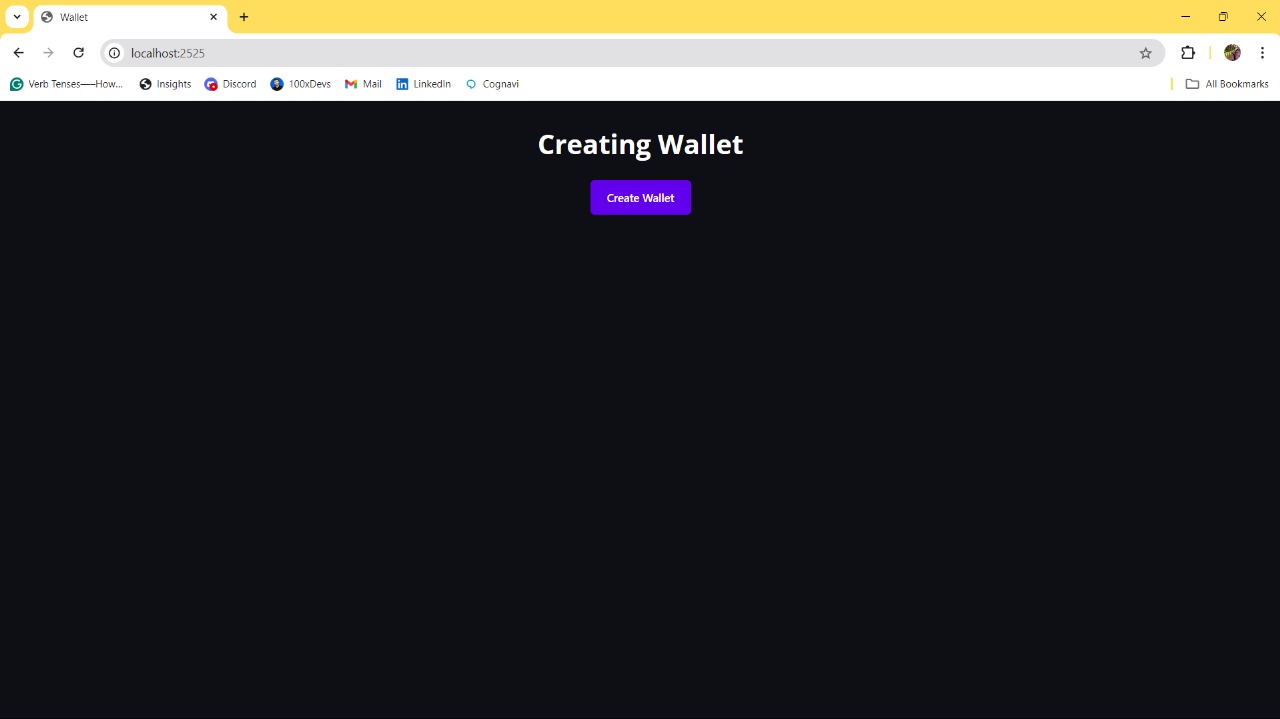 Wallet
localhost:2525
Verb Tenses—–How... Insights Discord 100xDevs Mail LinkedIn Cognavi All Bookmarks
Creating Wallet
Create Wallet